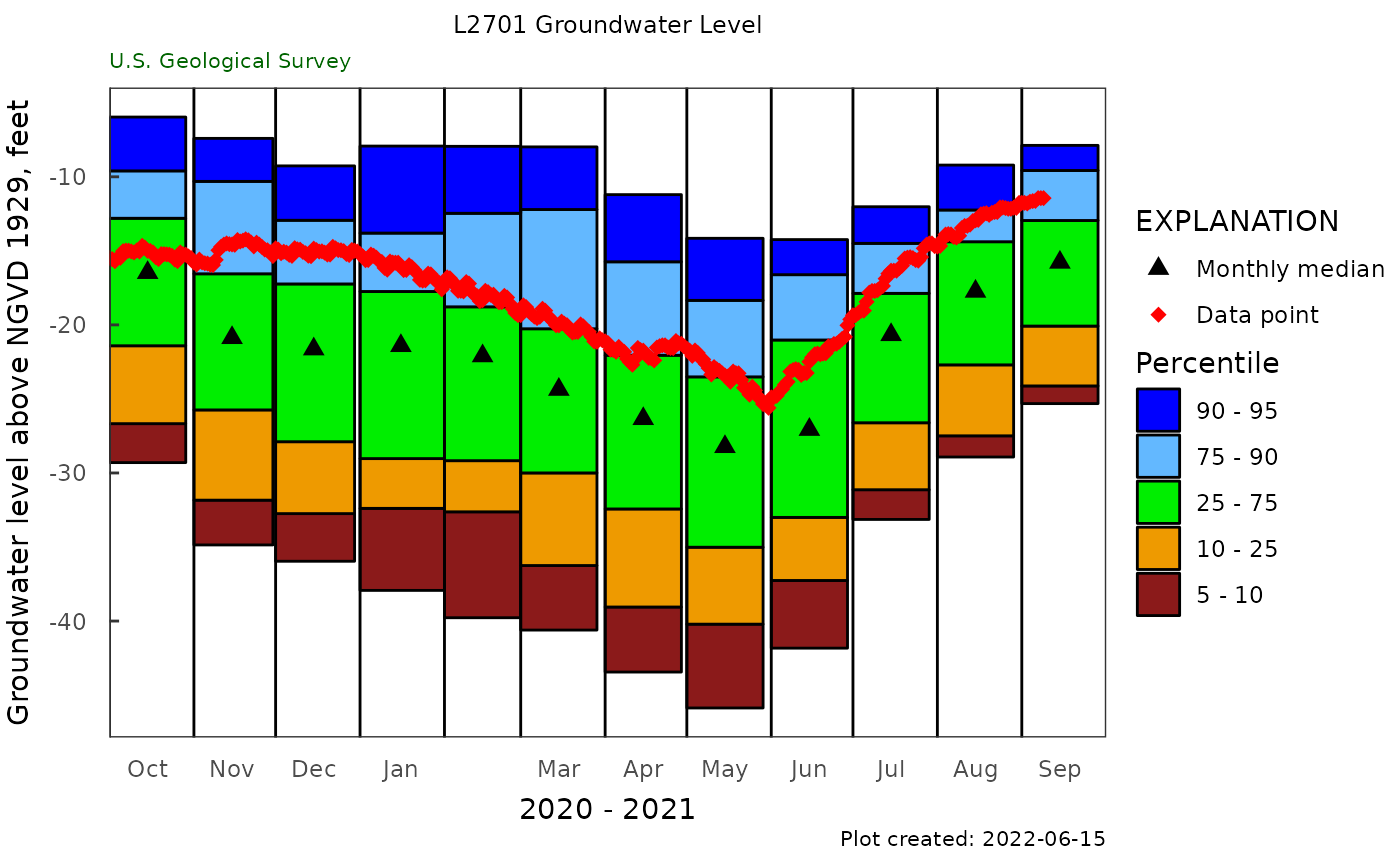 L2701 Groundwater Level
U.S. Geological Survey
Groundwater level above NGVD 1929, feet
-10
-20
-30
-40
Oct Nov Dec Jan Mar Apr May Jun Jul Aug Sep
2020 - 2021
EXPLANATION
Monthly median
Data point
Percentile
90 - 95
75 - 90
25 - 75
10 - 25
5 - 10
Plot created: 2022-06-15